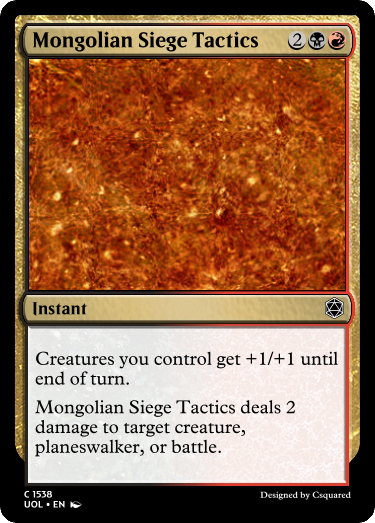 Mongolian Siege Tactics 2
Instant
Creatures you control get +1/+1 until
end of turn.
Mongolian Siege Tactics deals 2
damage to target creature,
planeswalker, or battle.
C 1538
UOL • EN
Designed by Csquared